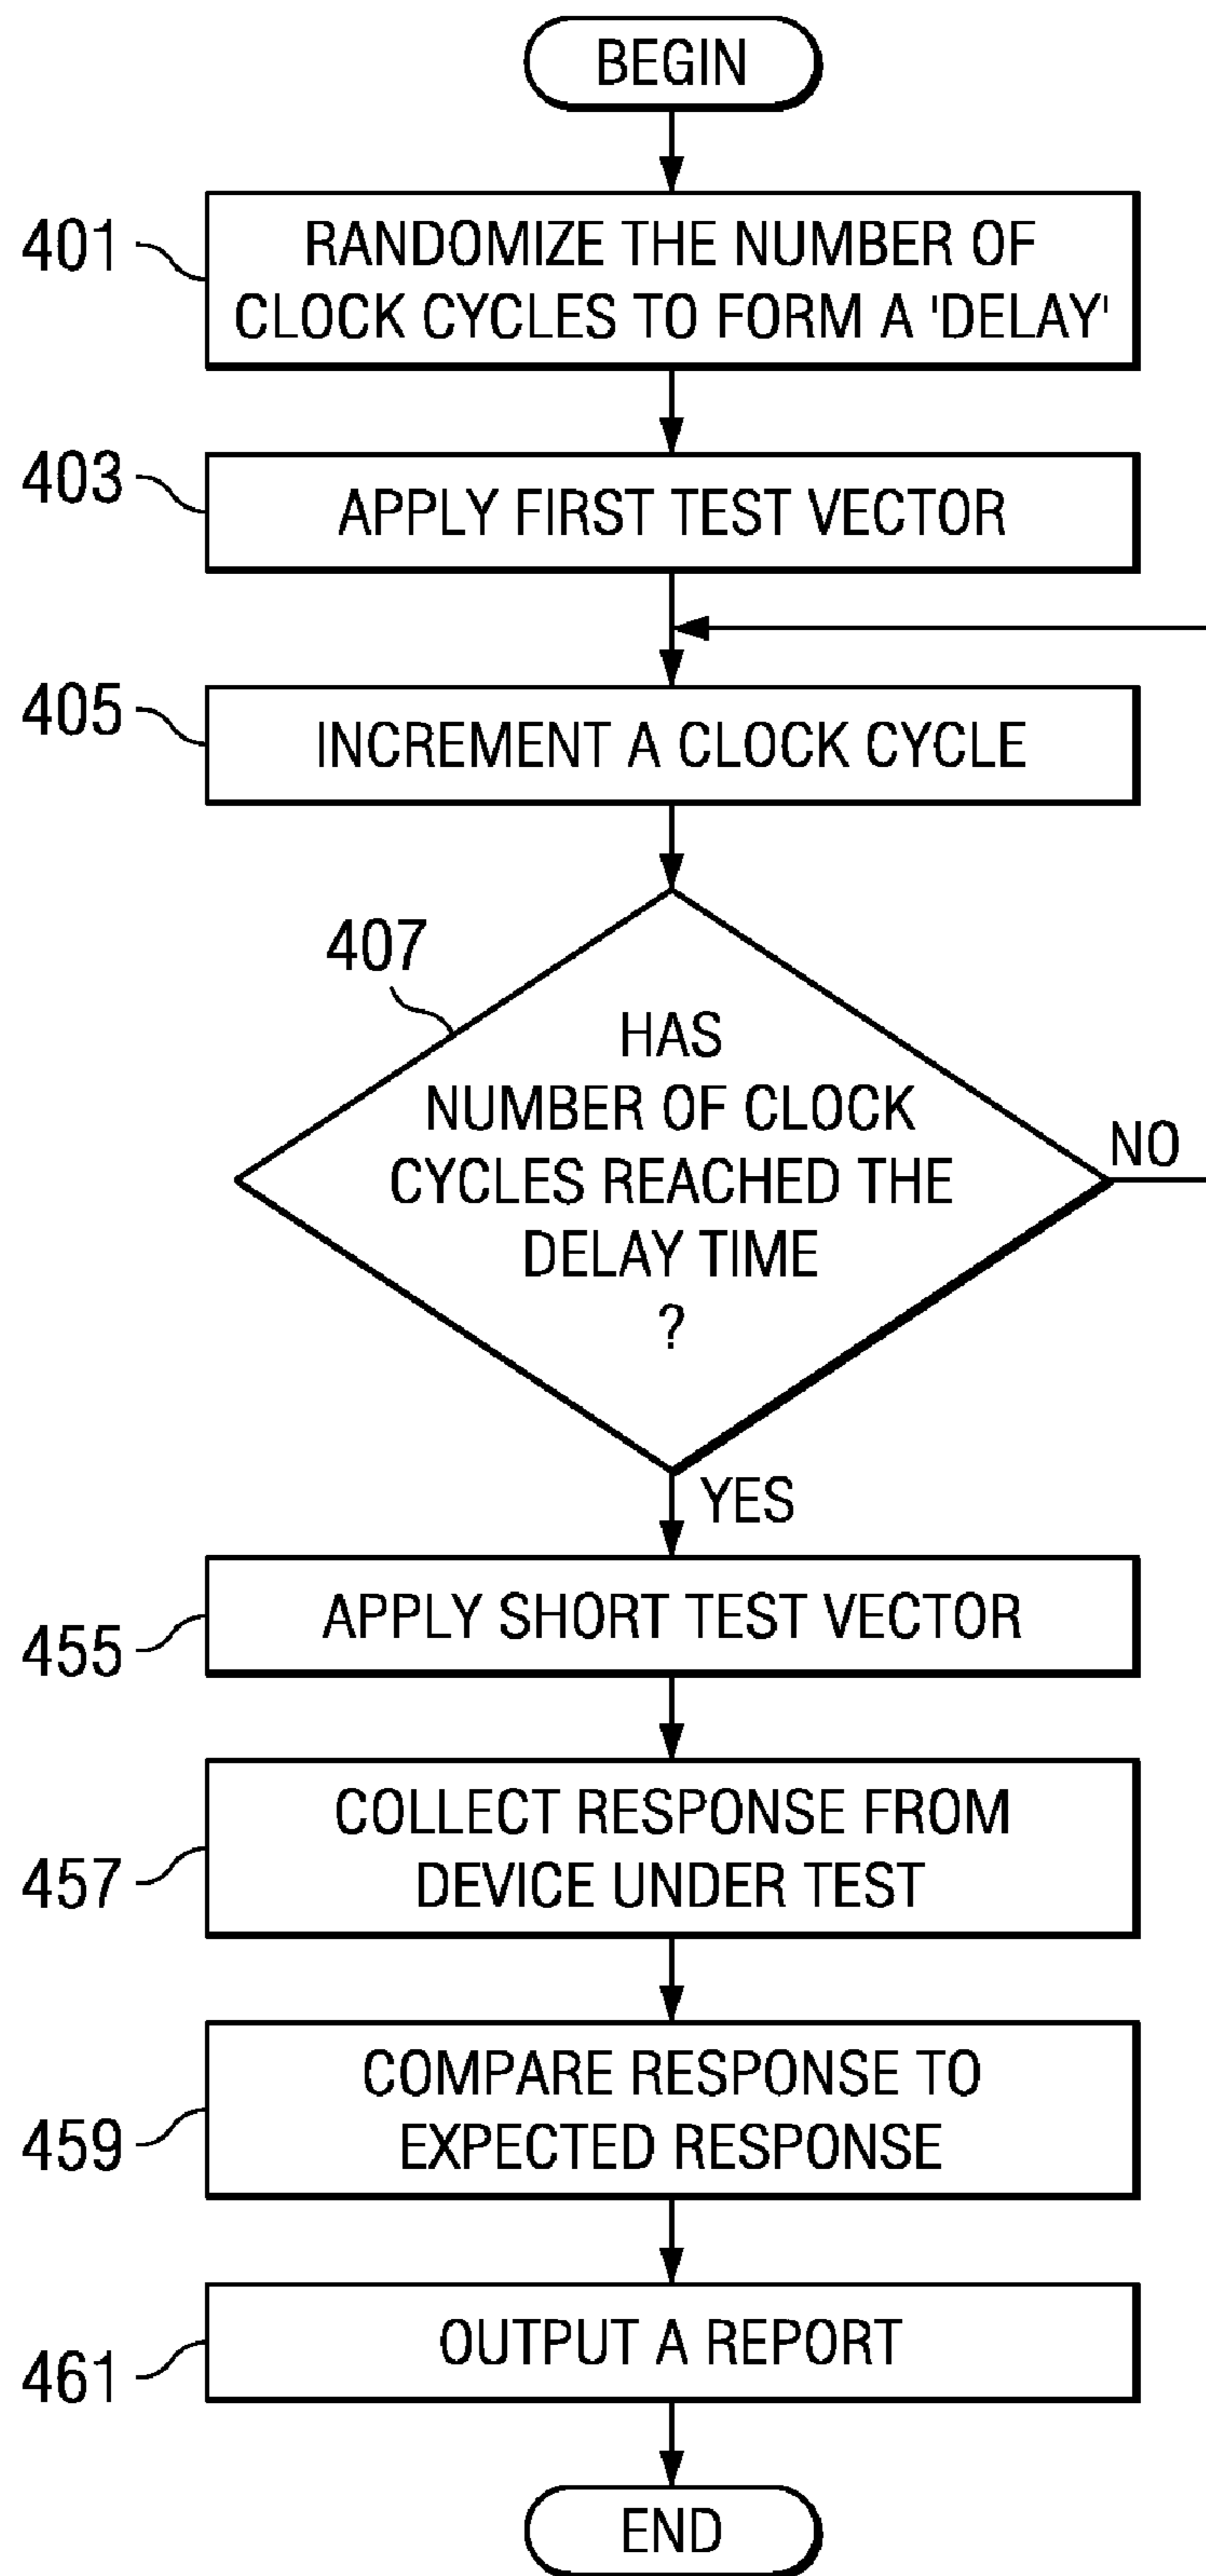 BEGIN
401
RANDOMIZE THE NUMBER OF
CLOCK CYCLES TO FORM A 'DELAY'
403
APPLY FIRST TEST VECTOR
405
INCREMENT A CLOCK CYCLE
407
HAS
NUMBER OF CLOCK
CYCLES REACHED THE
DELAY TIME
?
NO
YES
455
APPLY SHORT TEST VECTOR
457
COLLECT RESPONSE FROM
DEVICE UNDER TEST
459
COMPARE RESPONSE TO
EXPECTED RESPONSE
461
OUTPUT A REPORT
END